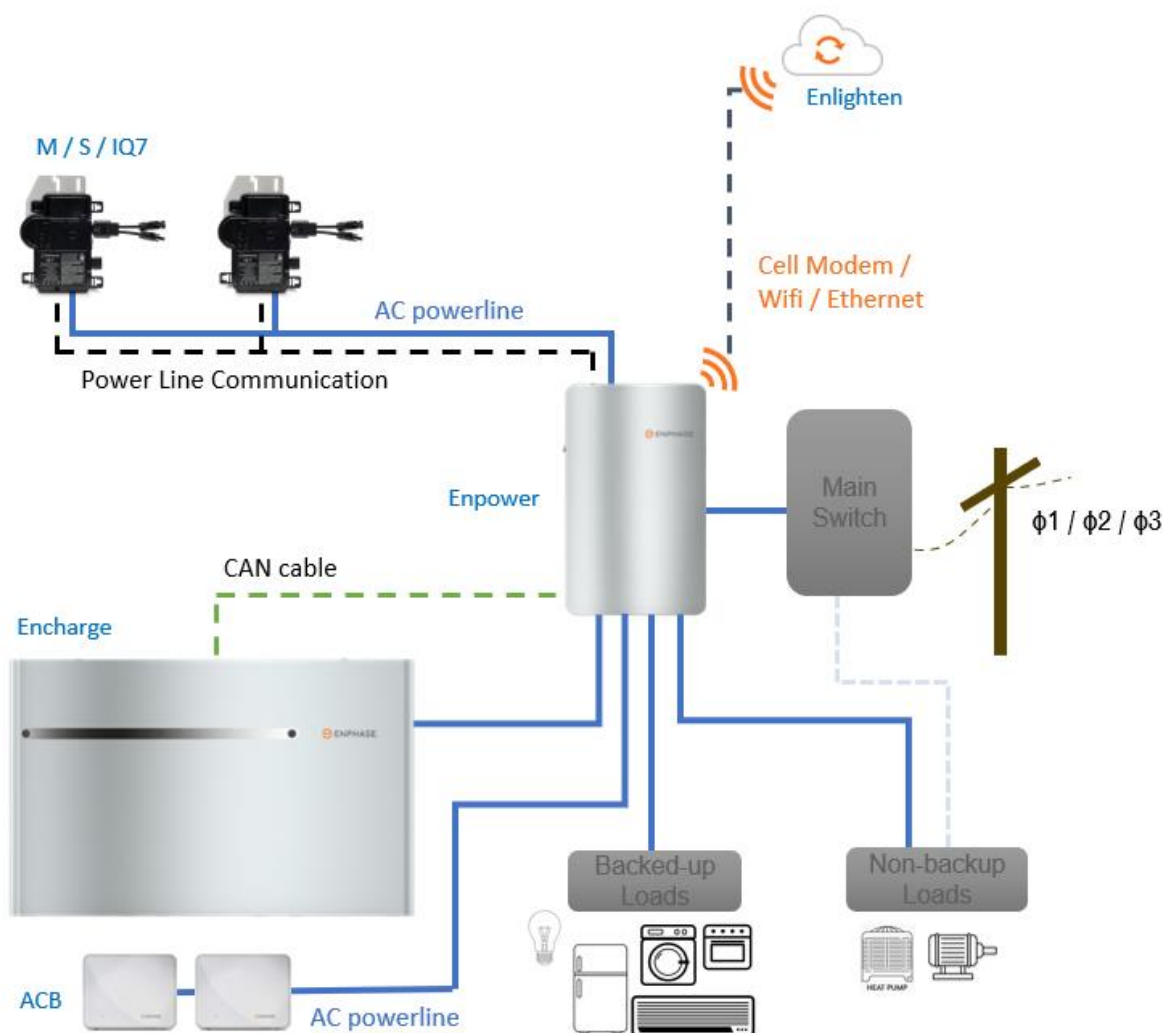 Enlighten
M / S / IQ7
Cell Modem /
Wifi / Ethernet
AC powerline
Power Line Communication
ENPHASE
Enpower
Main
Switch
ϕ1 / ϕ2 / ϕ3
CAN cable
Encharge
ENPHASE
Backed-up
Loads
Non-backup
Loads
HEAT PUMP
ACB
AC powerline